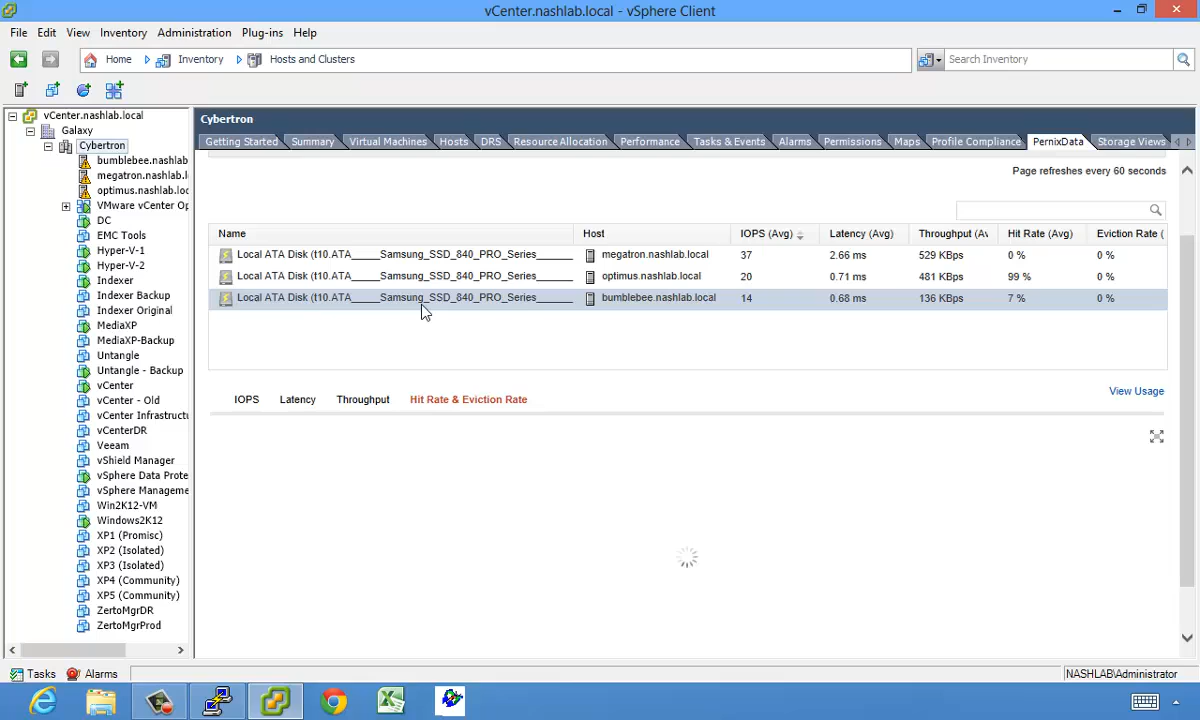 vCenter.nashlab.local - vSphere Client
File Edit View Inventory Administration Plug-ins Help
Home Inventory Hosts and Clusters
Search Inventory
vCenter.nashlab.local
Galaxy
Cybertron
bumblebee.nashlab
megatron.nashlab.l
optimus.nashlab.loc
VMware vCenter Op
DC
EMC Tools
Hyper-V-1
Hyper-V-2
Indexer
Indexer Backup
Indexer Original
MediaXP
MediaXP-Backup
Untangle
Untangle - Backup
vCenter
vCenter - Old
vCenter Infrastructu
vCenterDR
Veeam
vShield Manager
vSphere Data Prote
vSphere Manageme
Win2K12-VM
Windows2K12
XP1 (Promisc)
XP2 (Isolated)
XP3 (Isolated)
XP4 (Community)
XP5 (Community)
ZertoMgrDR
ZertoMgrProd
Cybertron
Getting Started Summary Virtual Machines Hosts DRS Resource Allocation Performance Tasks & Events Alarms Permissions Maps Profile Compliance PernixData Storage Views
Page refreshes every 60 seconds
Name Host IOPS (Avg) Latency (Avg) Throughput (Av Hit Rate (Avg) Eviction Rate (
Local ATA Disk (t10.ATA_____Samsung_SSD_840_PRO_Series______ megatron.nashlab.local 37 2.66 ms 529 KBps 0 % 0 %
Local ATA Disk (t10.ATA_____Samsung_SSD_840_PRO_Series______ optimus.nashlab.local 20 0.71 ms 481 KBps 99 % 0 %
Local ATA Disk (t10.ATA_____Samsung_SSD_840_PRO_Series______ bumblebee.nashlab.local 14 0.68 ms 136 KBps 7 % 0 %
View Usage
IOPS Latency Throughput Hit Rate & Eviction Rate
Tasks Alarms NASHLAB\Administrator